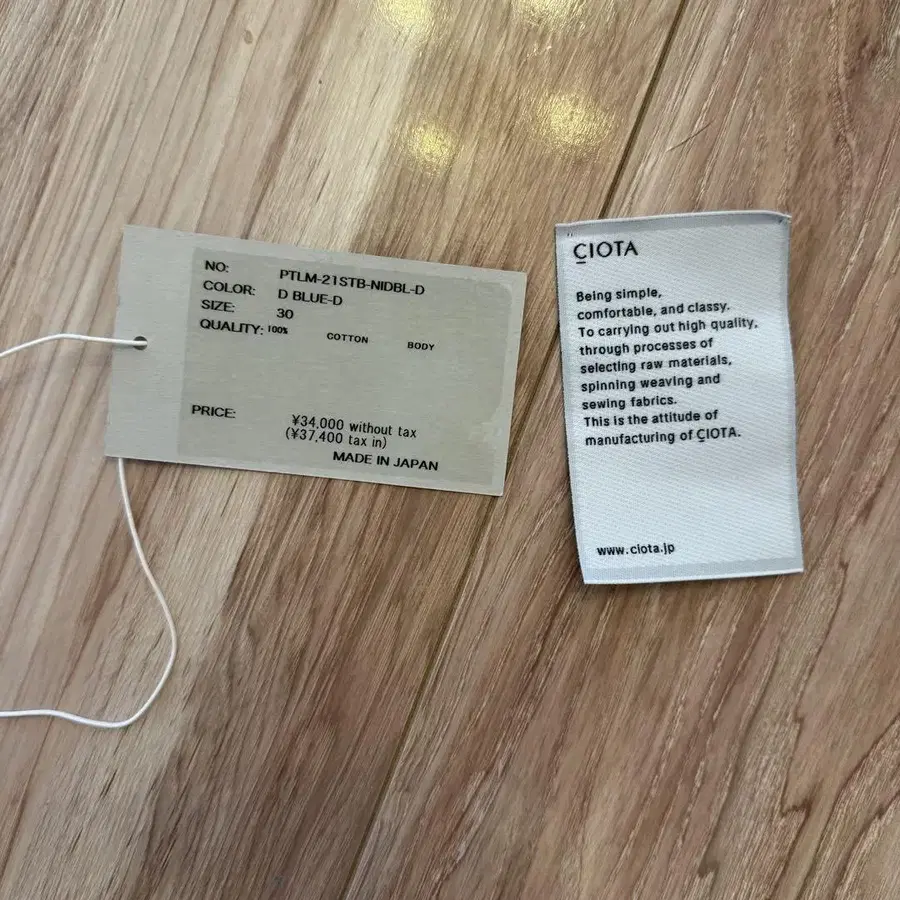 NO: PTLM-21STB-NIDBL-D
COLOR: D BLUE-D
SIZE: 30
QUALITY: 100% COTTON BODY
PRICE: ¥34,000 without tax
(¥37,400 tax in)
MADE IN JAPAN
ÇIOTA
Being simple,
comfortable, and classy.
To carrying out high quality,
through processes of
selecting raw materials,
spinning weaving and
sewing fabrics.
This is the attitude of
manufacturing of ÇIOTA.
www.ciota.jp